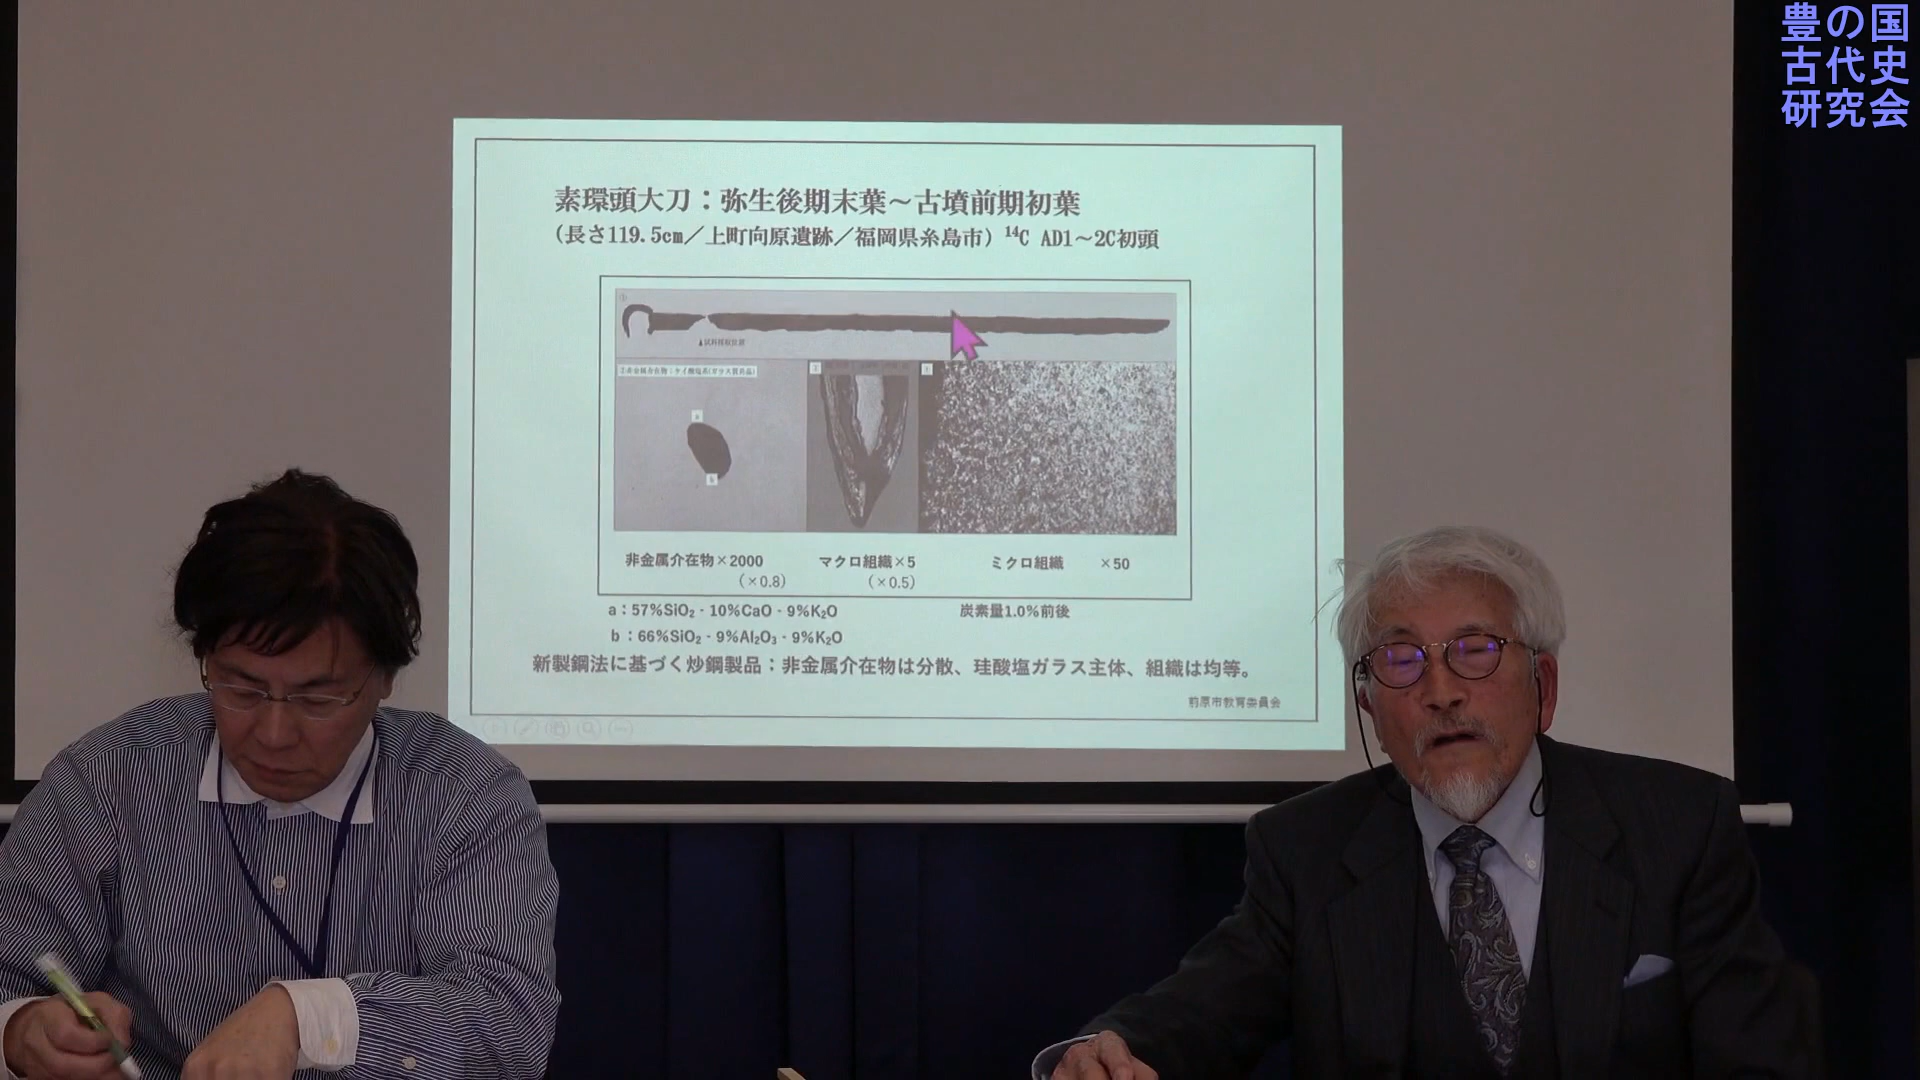 豊の国
古代史
研究会
素環頭大刀：弥生後期末葉～古墳前期初葉
（長さ119.5cm／上町向原遺跡／福岡県糸島市）¹⁴C AD1～2C初頭
①
▲試料採取位置
a
b
非金属介在物×2000 マクロ組織×5 ミクロ組織 ×50
（×0.8） （×0.5）
a：57%SiO₂‐10%CaO‐9%K₂O 炭素量1.0%前後
b：66%SiO₂‐9%Al₂O₃‐9%K₂O
新製鋼法に基づく炒鋼製品：非金属介在物は分散、珪酸塩ガラス主体、組織は均等。
前原市教育委員会